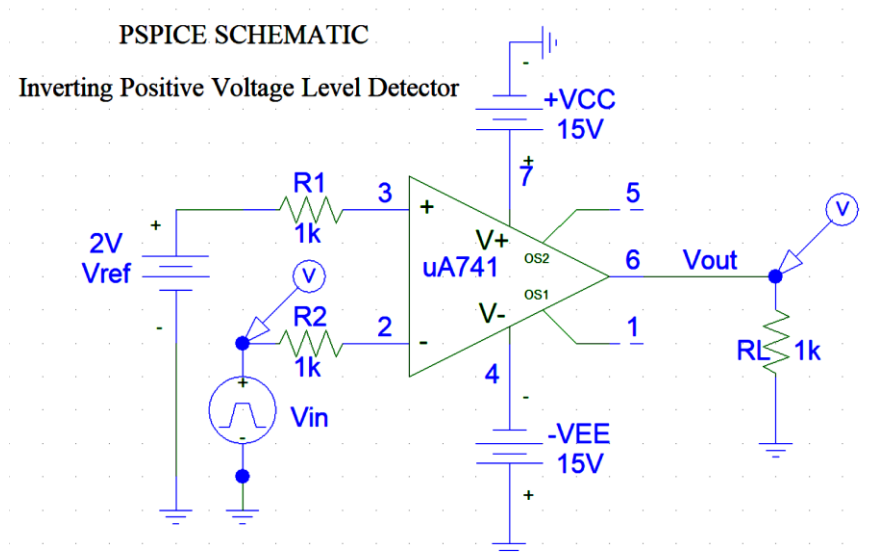 PSPICE SCHEMATIC
Inverting Positive Voltage Level Detector
-
+VCC
15V
+
7
R1
3
5
+
1k
+
V
2V
V+
OS2
6
Vout
Vref
uA741
V
OS1
R2
V-
-
2
1
1k
-
RL
1k
4
+
-
Vin
-VEE
-
15V
+